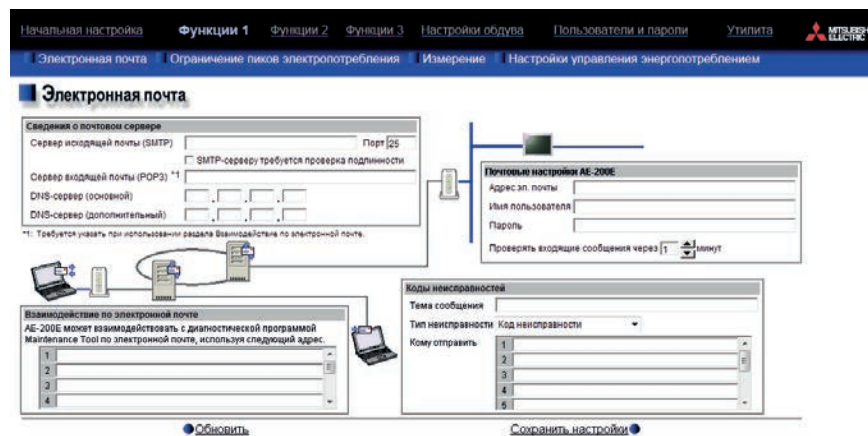 Начальная настройка Функции 1 Функции 2 Функции 3 Настройки обдува Пользователи и пароли Утилита MITSUBISHI ELECTRIC
Электронная почта Ограничение пиков электропотребления Измерение Настройки управления энергопотреблением
Электронная почта
Сведения о почтовом сервере
Сервер исходящей почты (SMTP) Порт 25
SMTP-серверу требуется проверка подлинности
Сервер входящей почты (POP3) *1
DNS-сервер (основной) . . .
DNS-сервер (дополнительный) . . .
*1: Требуется указать при использовании раздела Взаимодействие по электронной почте.
Почтовые настройки AE-200E
Адрес эл. почты
Имя пользователя
Пароль
Проверять входящие сообщения через 1 минут
Взаимодействие по электронной почте
AE-200E может взаимодействовать с диагностической программой
Maintenance Tool по электронной почте, используя следующий адрес.
1
2
3
4
Коды неисправностей
Тема сообщения
Тип неисправности Код неисправности
Кому отправить 1
2
3
4
5
Обновить Сохранить настройки